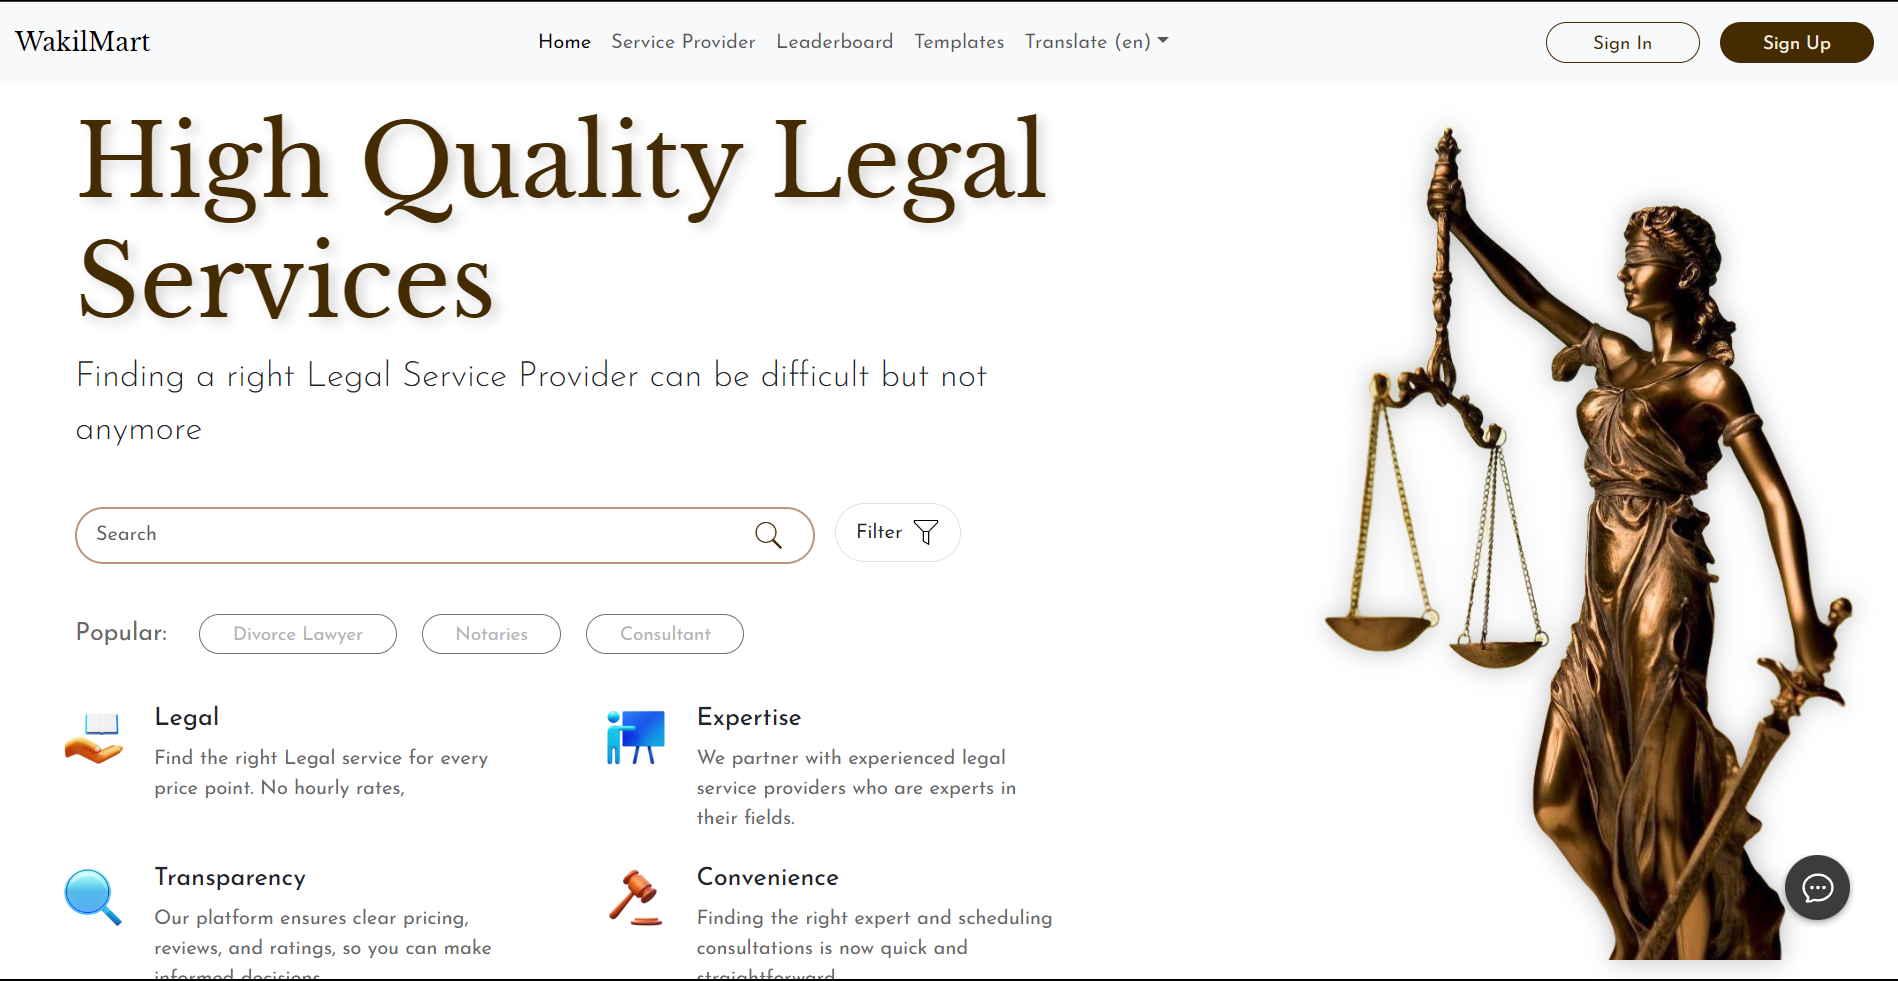 WakilMart
Home
Service Provider
Leaderboard
Templates
Translate (en)
Sign In
Sign Up
High Quality Legal
Services
Finding a right Legal Service Provider can be difficult but not
anymore
Search
Filter
Popular:
Divorce Lawyer
Notaries
Consultant
Legal
Find the right Legal service for every
price point. No hourly rates,
Expertise
We partner with experienced legal
service providers who are experts in
their fields.
Transparency
Our platform ensures clear pricing,
reviews, and ratings, so you can make
informed decisions
Convenience
Finding the right expert and scheduling
consultations is now quick and
straightforward